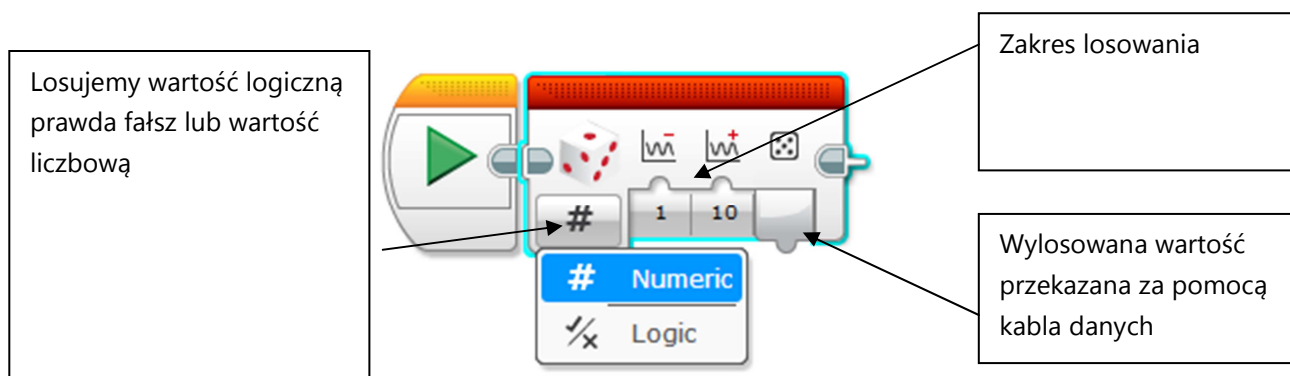 Losujemy wartość logiczną
prawda fałsz lub wartość
liczbową
Zakres losowania
#
1
10
# Numeric
Logic
Wylosowana wartość
przekazana za pomocą
kabla danych